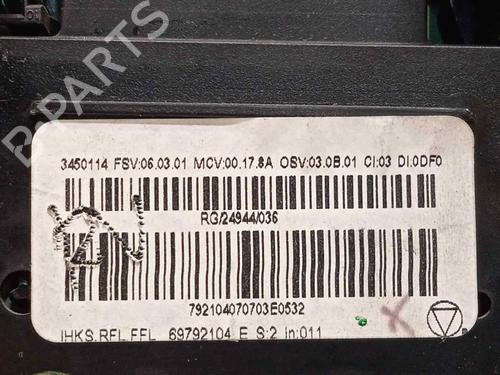 B PARTS
3450114 FSV:06.03.01 MCV:00.17.8A OSV:03.0B.01 CI:03 DI.0DF0
RG/24944/036
792104070703E0532
IHKS.RFL.FFL 69792104 E S:2 In:011